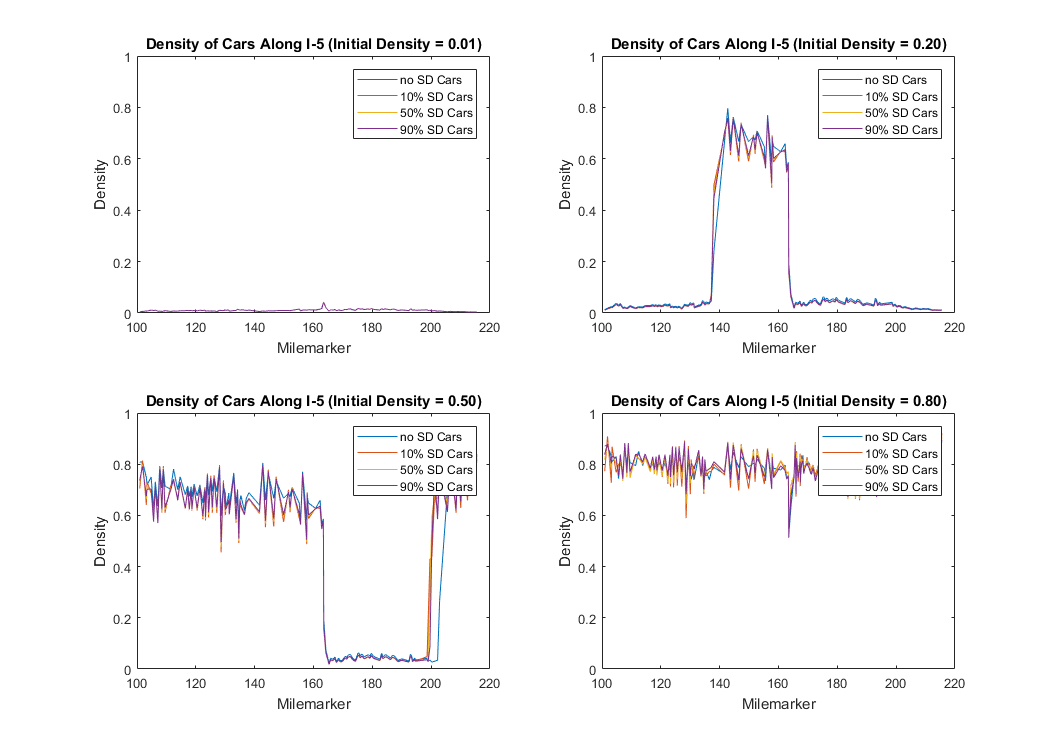 Density of Cars Along I-5 (Initial Density = 0.01)
1
0.8
0.6
0.4
0.2
0
Density
no SD Cars
10% SD Cars
50% SD Cars
90% SD Cars
100 120 140 160 180 200 220
Milemarker
Density of Cars Along I-5 (Initial Density = 0.20)
1
0.8
0.6
0.4
0.2
0
Density
no SD Cars
10% SD Cars
50% SD Cars
90% SD Cars
100 120 140 160 180 200 220
Milemarker
Density of Cars Along I-5 (Initial Density = 0.50)
1
0.8
0.6
0.4
0.2
0
Density
no SD Cars
10% SD Cars
50% SD Cars
90% SD Cars
100 120 140 160 180 200 220
Milemarker
Density of Cars Along I-5 (Initial Density = 0.80)
1
0.8
0.6
0.4
0.2
0
Density
no SD Cars
10% SD Cars
50% SD Cars
90% SD Cars
100 120 140 160 180 200 220
Milemarker